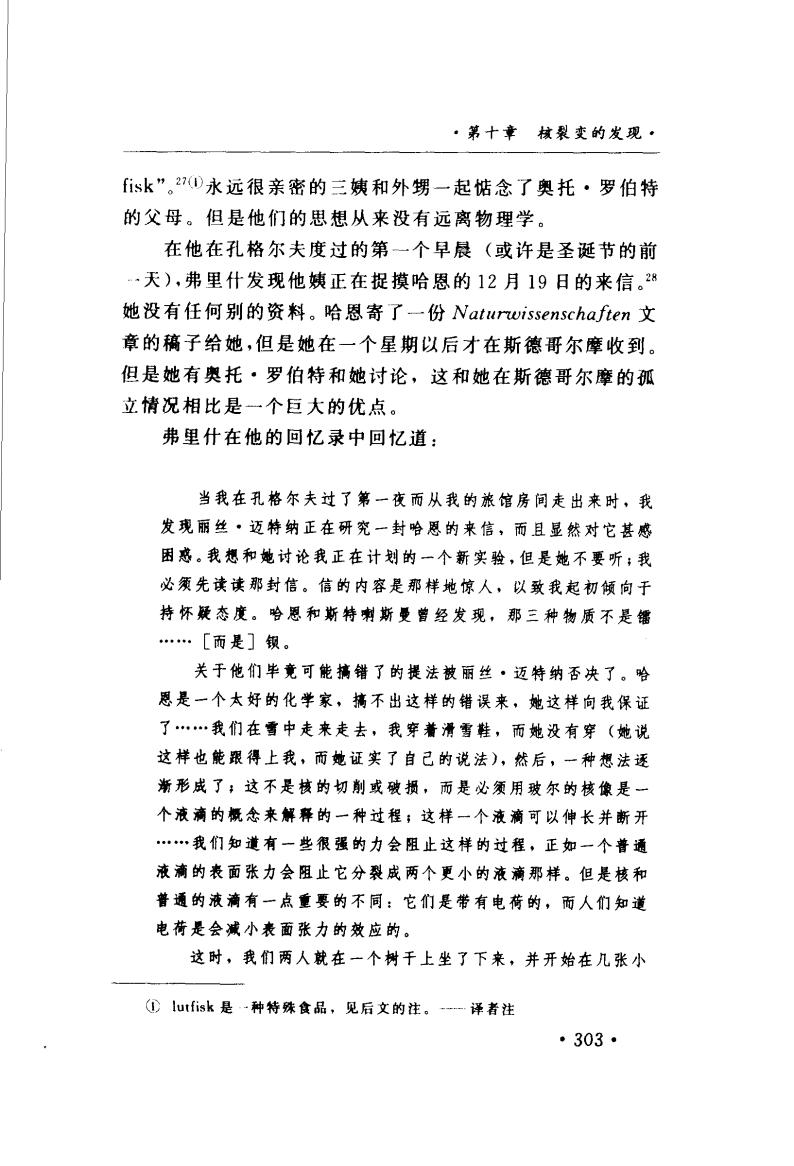 ·第十章 核裂变的发现·
fisk”。27①永远很亲密的三姨和外甥一起惦念了奥托·罗伯特
的父母。但是他们的思想从来没有远离物理学。
在他在孔格尔夫度过的第一个早晨（或许是圣诞节的前
一天），弗里什发现他姨正在捉摸哈恩的12月19日的来信。28
她没有任何别的资料。哈恩寄了一份Naturwissenschaften文
章的稿子给她，但是她在一个星期以后才在斯德哥尔摩收到。
但是她有奥托·罗伯特和她讨论，这和她在斯德哥尔摩的孤
立情况相比是一个巨大的优点。
弗里什在他的回忆录中回忆道：
当我在孔格尔夫过了第一夜而从我的旅馆房间走出来时，我
发现丽丝·迈特纳正在研究一封哈恩的来信，而且显然对它甚感
困惑。我想和她讨论我正在计划的一个新实验，但是她不要听；我
必须先读读那封信。信的内容是那样地惊人，以致我起初倾向于
持怀疑态度。哈恩和斯特喇斯曼曾经发现，那三种物质不是镭
……［而是］钡。
关于他们毕竟可能搞错了的提法被丽丝·迈特纳否决了。哈
恩是一个太好的化学家，搞不出这样的错误来，她这样向我保证
了……我们在雪中走来走去，我穿着滑雪鞋，而她没有穿（她说
这样也能跟得上我，而她证实了自己的说法），然后，一种想法逐
渐形成了；这不是核的切削或破损，而是必须用玻尔的核像是一
个液滴的概念来解释的一种过程；这样一个液滴可以伸长并断开
……我们知道有一些很强的力会阻止这样的过程，正如一个普通
液滴的表面张力会阻止它分裂成两个更小的液滴那样。但是核和
普通的液滴有一点重要的不同：它们是带有电荷的，而人们知道
电荷是会减小表面张力的效应的。
这时，我们两人就在一个树干上坐了下来，并开始在几张小
① lutfisk是一种特殊食品，见后文的注。——译者注
·303·